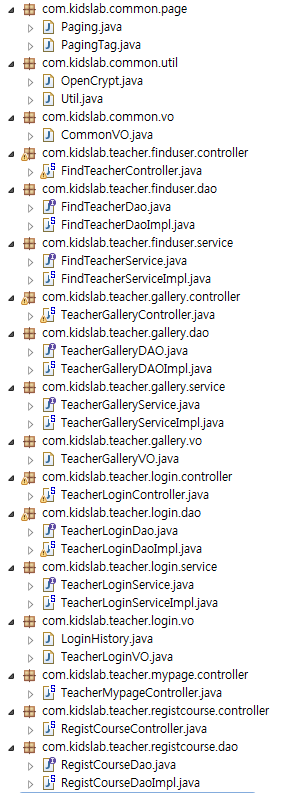 com.kidslab.common.page
Paging.java
PagingTag.java
com.kidslab.common.util
OpenCrypt.java
Util.java
com.kidslab.common.vo
CommonVO.java
com.kidslab.teacher.finduser.controller
FindTeacherController.java
com.kidslab.teacher.finduser.dao
FindTeacherDao.java
FindTeacherDaoImpl.java
com.kidslab.teacher.finduser.service
FindTeacherService.java
FindTeacherServiceImpl.java
com.kidslab.teacher.gallery.controller
TeacherGalleryController.java
com.kidslab.teacher.gallery.dao
TeacherGalleryDAO.java
TeacherGalleryDAOImpl.java
com.kidslab.teacher.gallery.service
TeacherGalleryService.java
TeacherGalleryServiceImpl.java
com.kidslab.teacher.gallery.vo
TeacherGalleryVO.java
com.kidslab.teacher.login.controller
TeacherLoginController.java
com.kidslab.teacher.login.dao
TeacherLoginDao.java
TeacherLoginDaoImpl.java
com.kidslab.teacher.login.service
TeacherLoginService.java
TeacherLoginServiceImpl.java
com.kidslab.teacher.login.vo
LoginHistory.java
TeacherLoginVO.java
com.kidslab.teacher.mypage.controller
TeacherMypageController.java
com.kidslab.teacher.registcourse.controller
RegistCourseController.java
com.kidslab.teacher.registcourse.dao
RegistCourseDao.java
RegistCourseDaoImpl.java